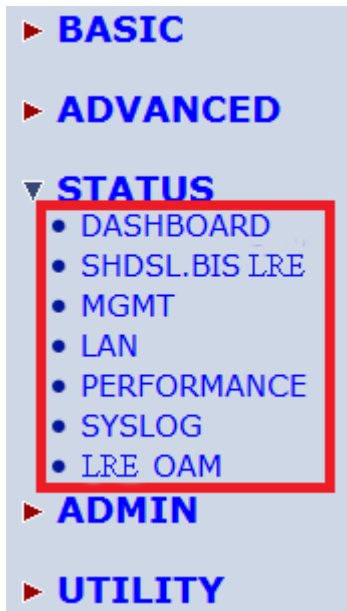 BASIC
ADVANCED
STATUS
DASHBOARD
SHDSL.BIS LRE
MGMT
LAN
PERFORMANCE
SYSLOG
LRE OAM
ADMIN
UTILITY